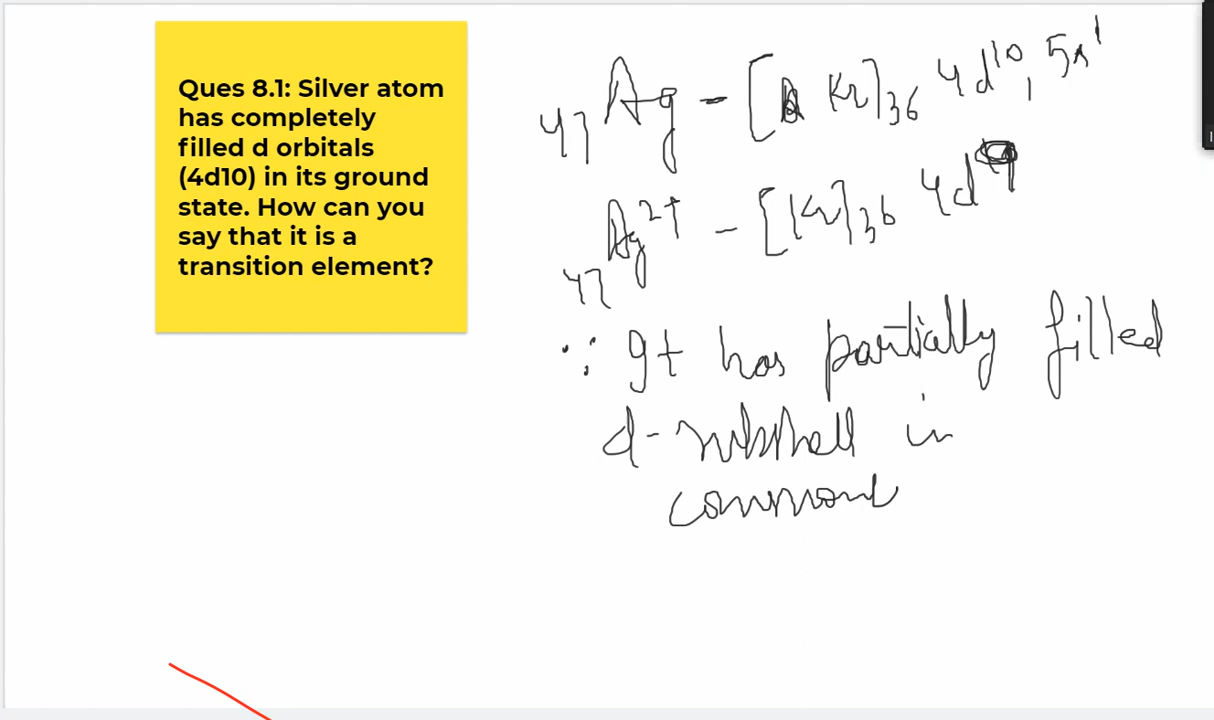 Ques 8.1: Silver atom
has completely
filled d orbitals
(4d10) in its ground
state. How can you
say that it is a
transition element?
47Ag - [Kr]36 4d10, 5s1
47Ag2+ - [Kr]36 4d9
∵ It has partially filled
d-subshell in